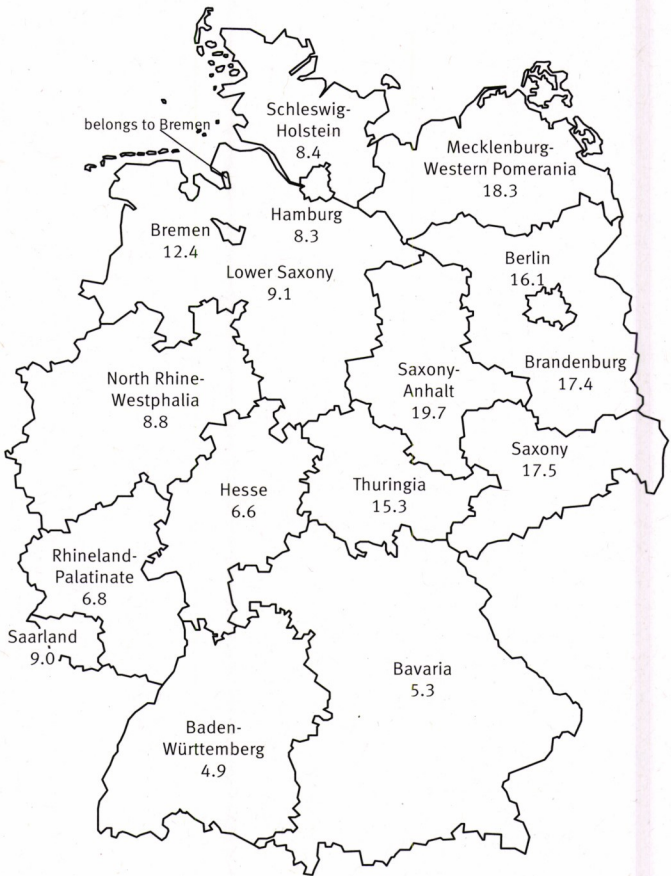 Schleswig-
Holstein
8.4
belongs to Bremen
Mecklenburg-
Western Pomerania
18.3
Hamburg
8.3
Bremen
12.4
Lower Saxony
9.1
Berlin
16.1
Brandenburg
17.4
North Rhine-
Westphalia
8.8
Saxony-
Anhalt
19.7
Saxony
17.5
Hesse
6.6
Thuringia
15.3
Rhineland-
Palatinate
6.8
Saarland
9.0
Bavaria
5.3
Baden-
Württemberg
4.9